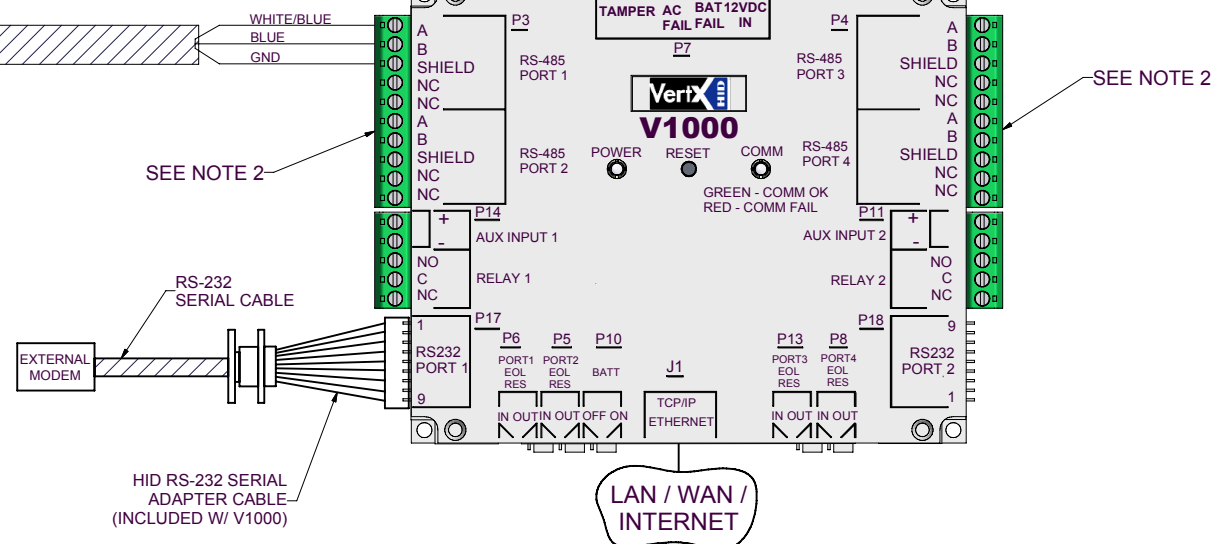 WHITE/BLUE
BLUE
GND
A
B
SHIELD
NC
NC
A
B
SHIELD
NC
NC
P3
RS-485
PORT 1
RS-485
PORT 2
TAMPER AC BAT 12VDC
FAIL FAIL IN
P7
VertX HID
V1000
POWER RESET COMM
GREEN - COMM OK
RED - COMM FAIL
P4
RS-485
PORT 3
RS-485
PORT 4
A
B
SHIELD
NC
NC
A
B
SHIELD
NC
NC
SEE NOTE 2
SEE NOTE 2
P14
+
-
AUX INPUT 1
NO
C
NC
RELAY 1
P11
+
-
AUX INPUT 2
NO
C
NC
RELAY 2
RS-232
SERIAL CABLE
EXTERNAL
MODEM
P17
1
RS232
PORT 1
9
P6
PORT1
EOL
RES
IN OUT
P5
PORT2
EOL
RES
IN OUT
P10
BATT
OFF ON
J1
TCP/IP
ETHERNET
P13
PORT3
EOL
RES
IN OUT
P8
PORT4
EOL
RES
IN OUT
P18
9
RS232
PORT 2
1
HID RS-232 SERIAL
ADAPTER CABLE
(INCLUDED W/ V1000)
LAN / WAN /
INTERNET